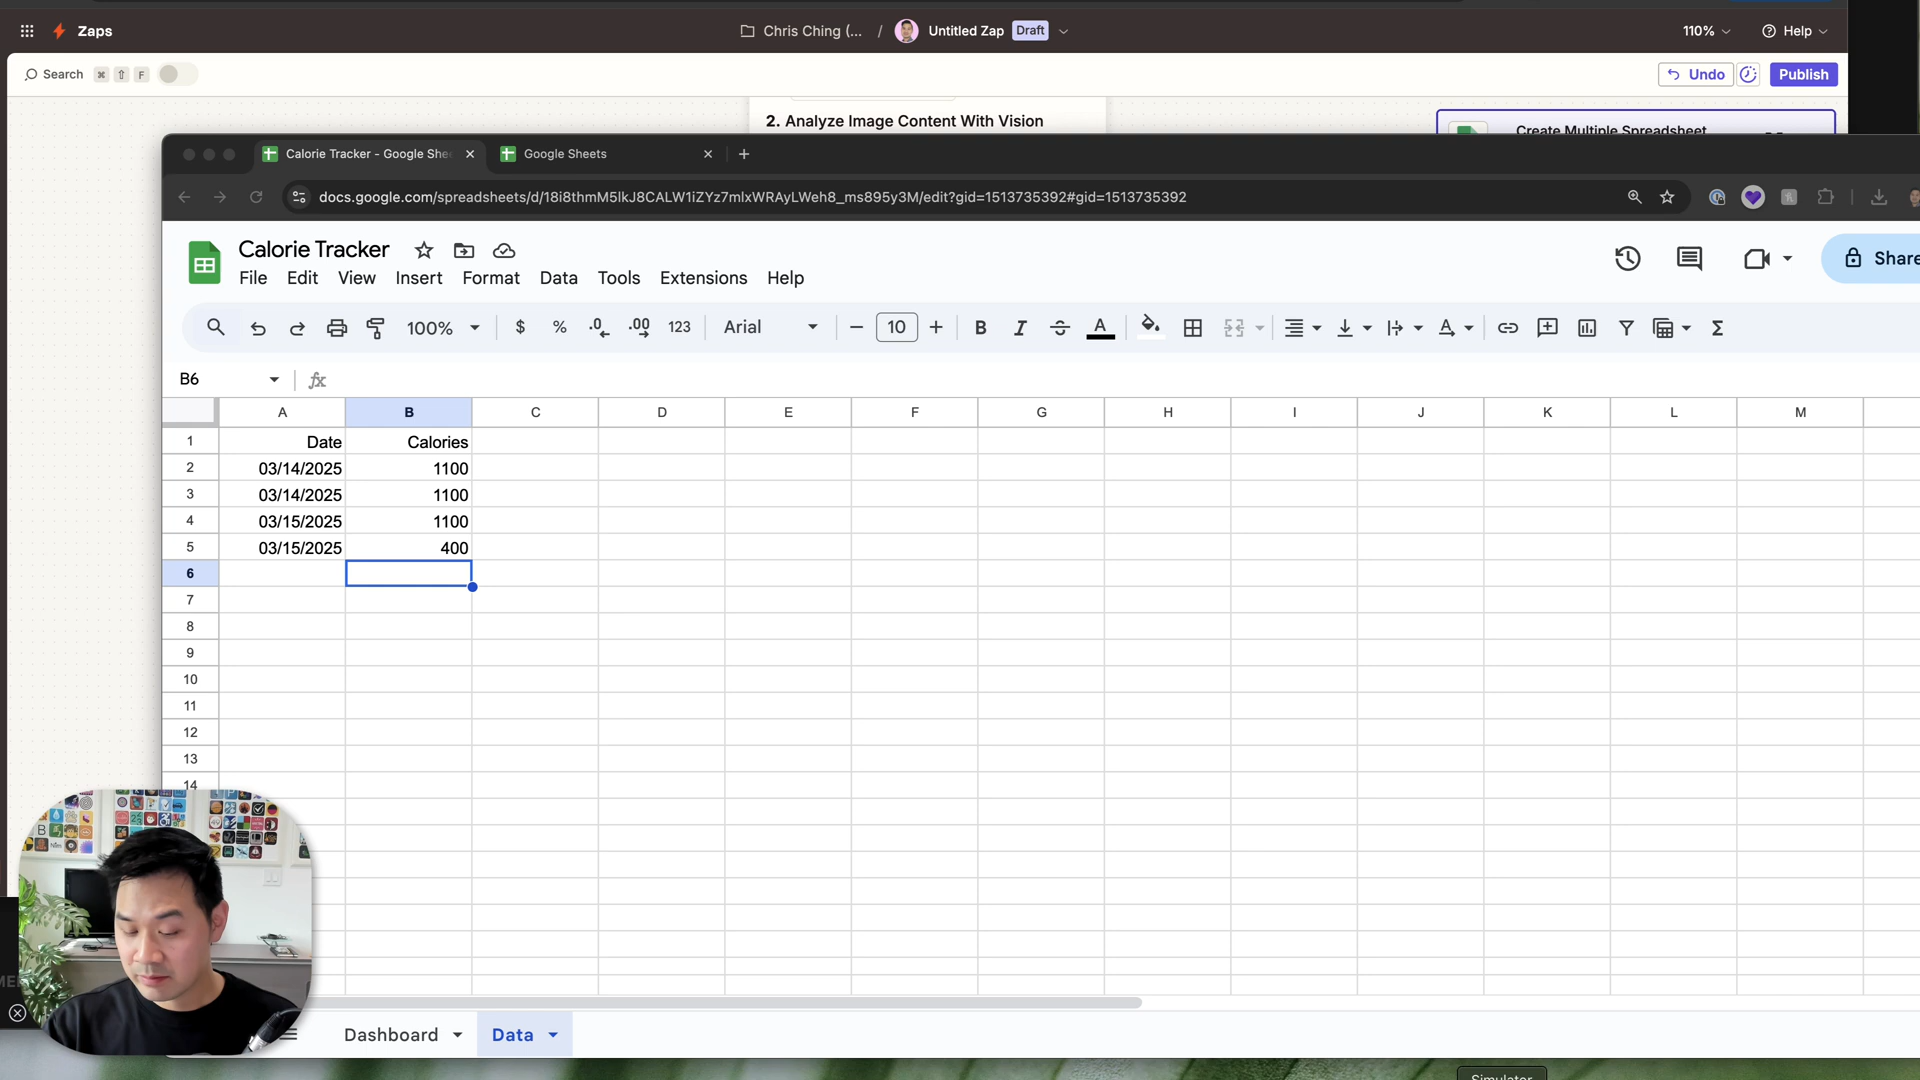 Zaps
Chris Ching (... / Untitled Zap Draft
110% Help
Search ⌘ ⇧ F
Undo Publish
2. Analyze Image Content With Vision
Create Multiple Spreadsheet
Calorie Tracker - Google She
Google Sheets
docs.google.com/spreadsheets/d/18i8thmM5lkJ8CALW1iZYz7mlxWRAyLWeh8_ms895y3M/edit?gid=1513735392#gid=1513735392
Calorie Tracker
Share
File Edit View Insert Format Data Tools Extensions Help
100% $ % .0 .00 123 Arial 10 B I A
B6 fx
A B C D E F G H I J K L M
1 Date Calories
2 03/14/2025 1100
3 03/14/2025 1100
4 03/15/2025 1100
5 03/15/2025 400
6
7
8
9
10
11
12
13
14
Dashboard Data
Simulator